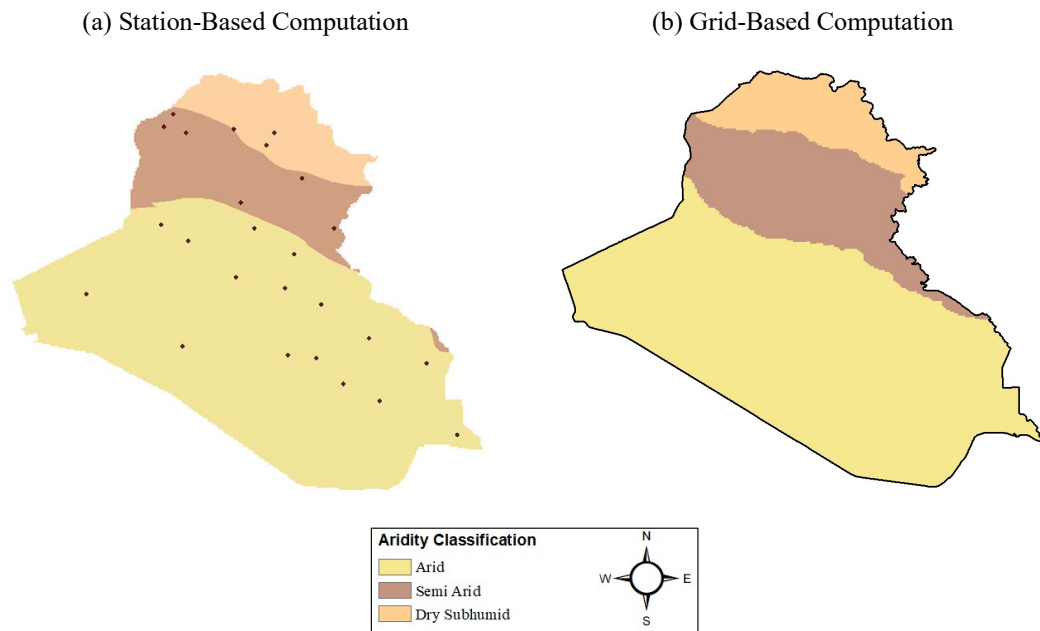 (a) Station-Based Computation
(b) Grid-Based Computation
Aridity Classification
Arid
Semi Arid
Dry Subhumid
N
W
E
S